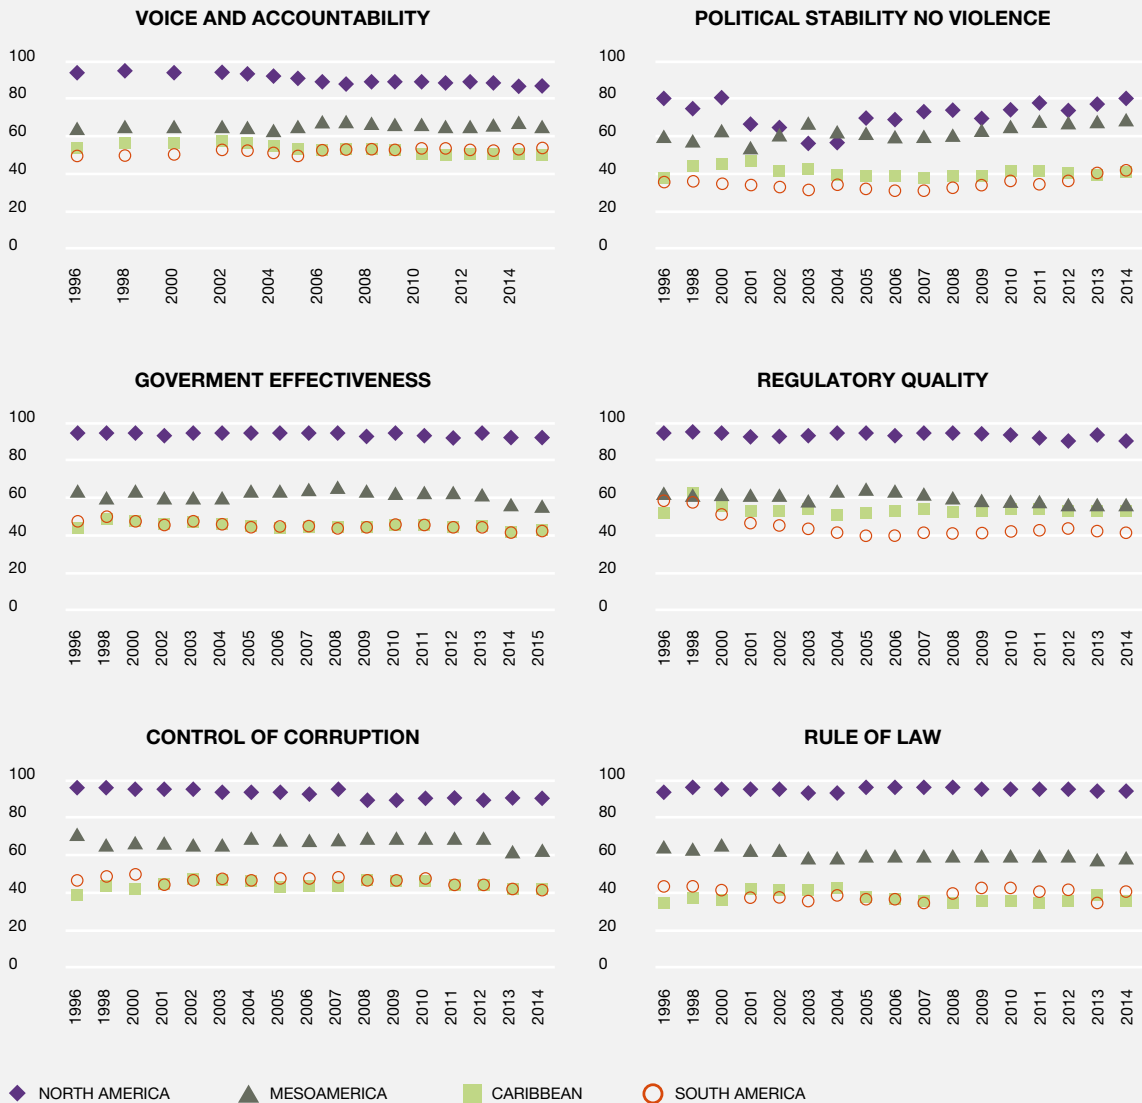 VOICE AND ACCOUNTABILITY
100
80
60
40
20
0
1996 1998 2000 2002 2004 2006 2008 2010 2012 2014
POLITICAL STABILITY NO VIOLENCE
100
80
60
40
20
0
1996 1998 2000 2001 2002 2003 2004 2005 2006 2007 2008 2009 2010 2011 2012 2013 2014
GOVERMENT EFFECTIVENESS
100
80
60
40
20
0
1996 1998 2000 2002 2003 2004 2005 2006 2007 2008 2009 2010 2011 2012 2013 2014 2015
REGULATORY QUALITY
100
80
60
40
20
0
1996 1998 2000 2001 2002 2003 2004 2005 2006 2007 2008 2009 2010 2011 2012 2013 2014
CONTROL OF CORRUPTION
100
80
60
40
20
0
1996 1998 2000 2001 2002 2003 2004 2005 2006 2007 2008 2009 2010 2011 2012 2013 2014
RULE OF LAW
100
80
60
40
20
0
1996 1998 2000 2001 2002 2003 2004 2005 2006 2007 2008 2009 2010 2011 2012 2013 2014
NORTH AMERICA MESOAMERICA CARIBBEAN SOUTH AMERICA